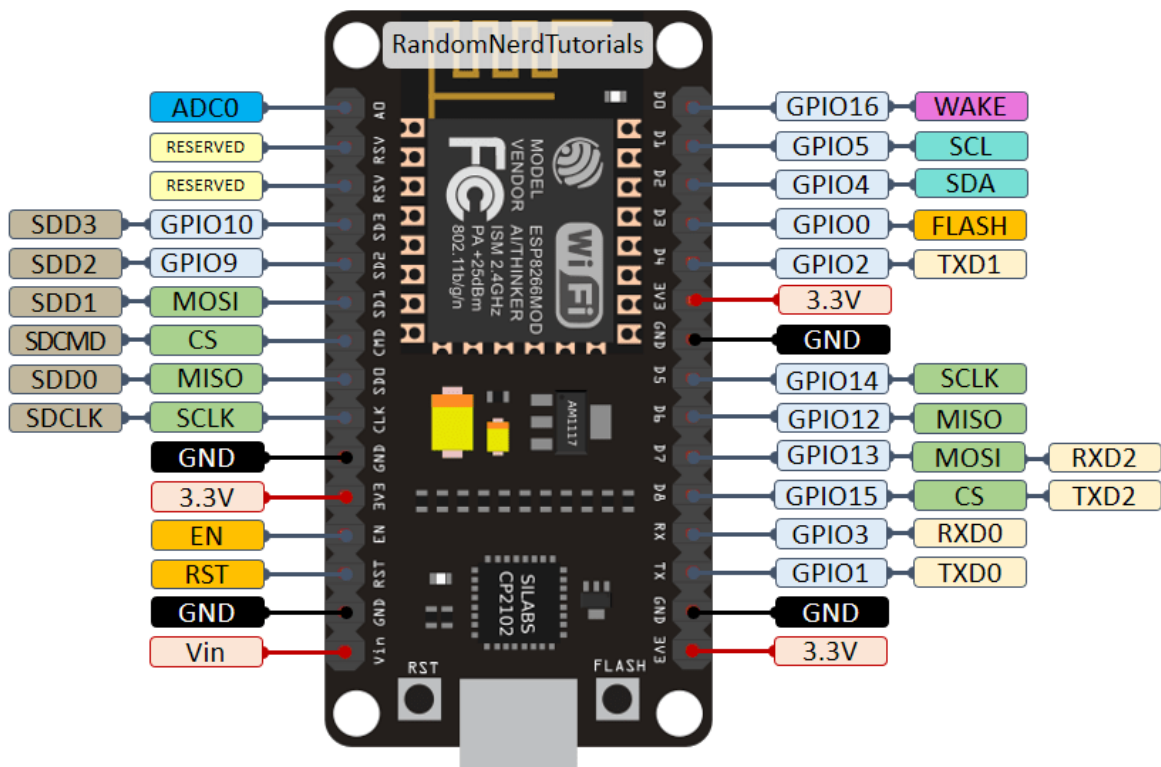 RandomNerdTutorials
ADC0
RESERVED
RESERVED
SDD3 GPIO10
SDD2 GPIO9
SDD1 MOSI
SDCMD CS
SDD0 MISO
SDCLK SCLK
GND
3.3V
EN
RST
GND
Vin
A0
RSV
RSV
SD3
SD2
SD1
CMD
SD0
CLK
GND
3V3
EN
RST
GND
Vin
MODEL ESP8266MOD
VENDOR AI/THINKER
ISM 2.4GHz
PA +25dBm
802.11b/g/n
FC
WiFi
AM1117
SILABS
CP2102
RST
FLASH
D0
D1
D2
D3
D4
3V3
GND
D5
D6
D7
D8
RX
TX
GND
3V3
GPIO16 WAKE
GPIO5 SCL
GPIO4 SDA
GPIO0 FLASH
GPIO2 TXD1
3.3V
GND
GPIO14 SCLK
GPIO12 MISO
GPIO13 MOSI RXD2
GPIO15 CS TXD2
GPIO3 RXD0
GPIO1 TXD0
GND
3.3V